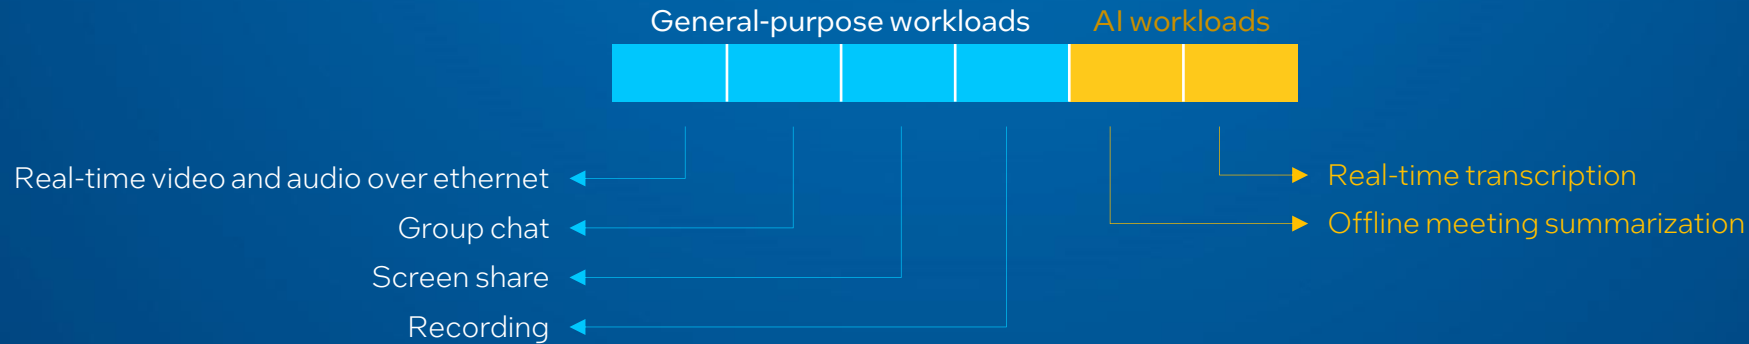 General-purpose workloads
AI workloads
Real-time video and audio over ethernet
Group chat
Screen share
Recording
Real-time transcription
Offline meeting summarization